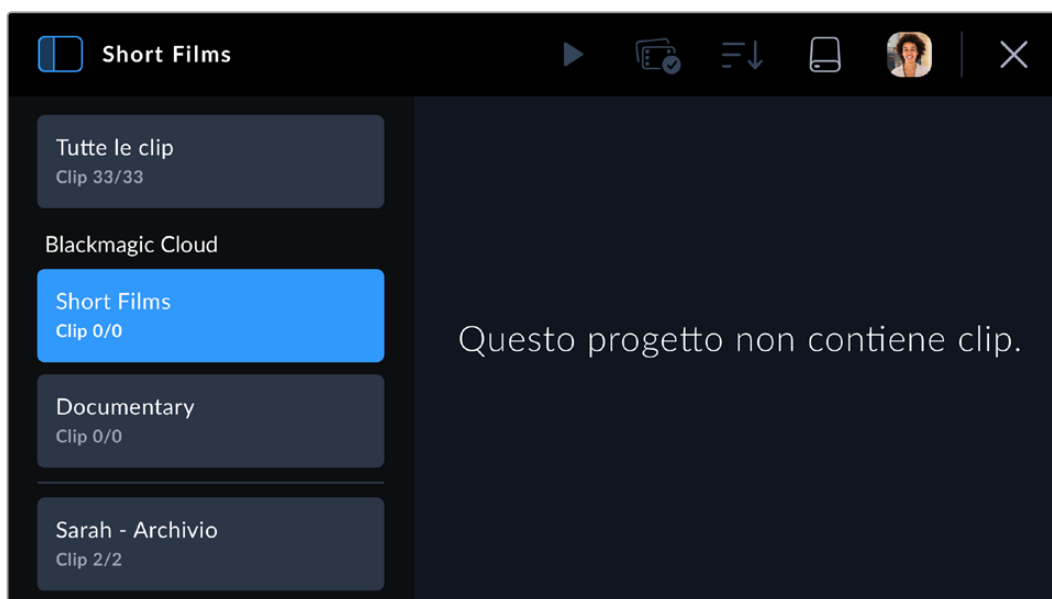 Short Films
Tutte le clip
Clip 33/33
Blackmagic Cloud
Short Films
Clip 0/0
Documentary
Clip 0/0
Sarah - Archivio
Clip 2/2
Questo progetto non contiene clip.